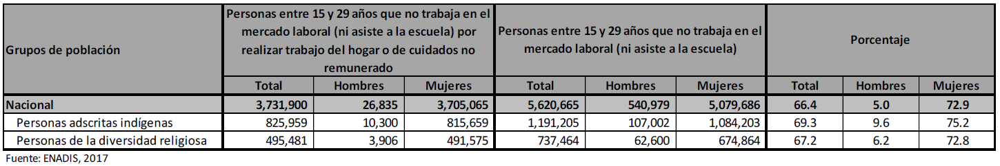 Grupos de población
Personas entre 15 y 29 años que no trabaja en el
mercado laboral (ni asiste a la escuela) por
realizar trabajo del hogar o de cuidados no
remunerado
Personas entre 15 y 29 años que no trabaja en el
mercado laboral (ni asiste a la escuela)
Porcentaje
Total Hombres Mujeres Total Hombres Mujeres Total Hombres Mujeres
Nacional 3,731,900 26,835 3,705,065 5,620,665 540,979 5,079,686 66.4 5.0 72.9
Personas adscritas indígenas 825,959 10,300 815,659 1,191,205 107,002 1,084,203 69.3 9.6 75.2
Personas de la diversidad religiosa 495,481 3,906 491,575 737,464 62,600 674,864 67.2 6.2 72.8
Fuente: ENADIS, 2017